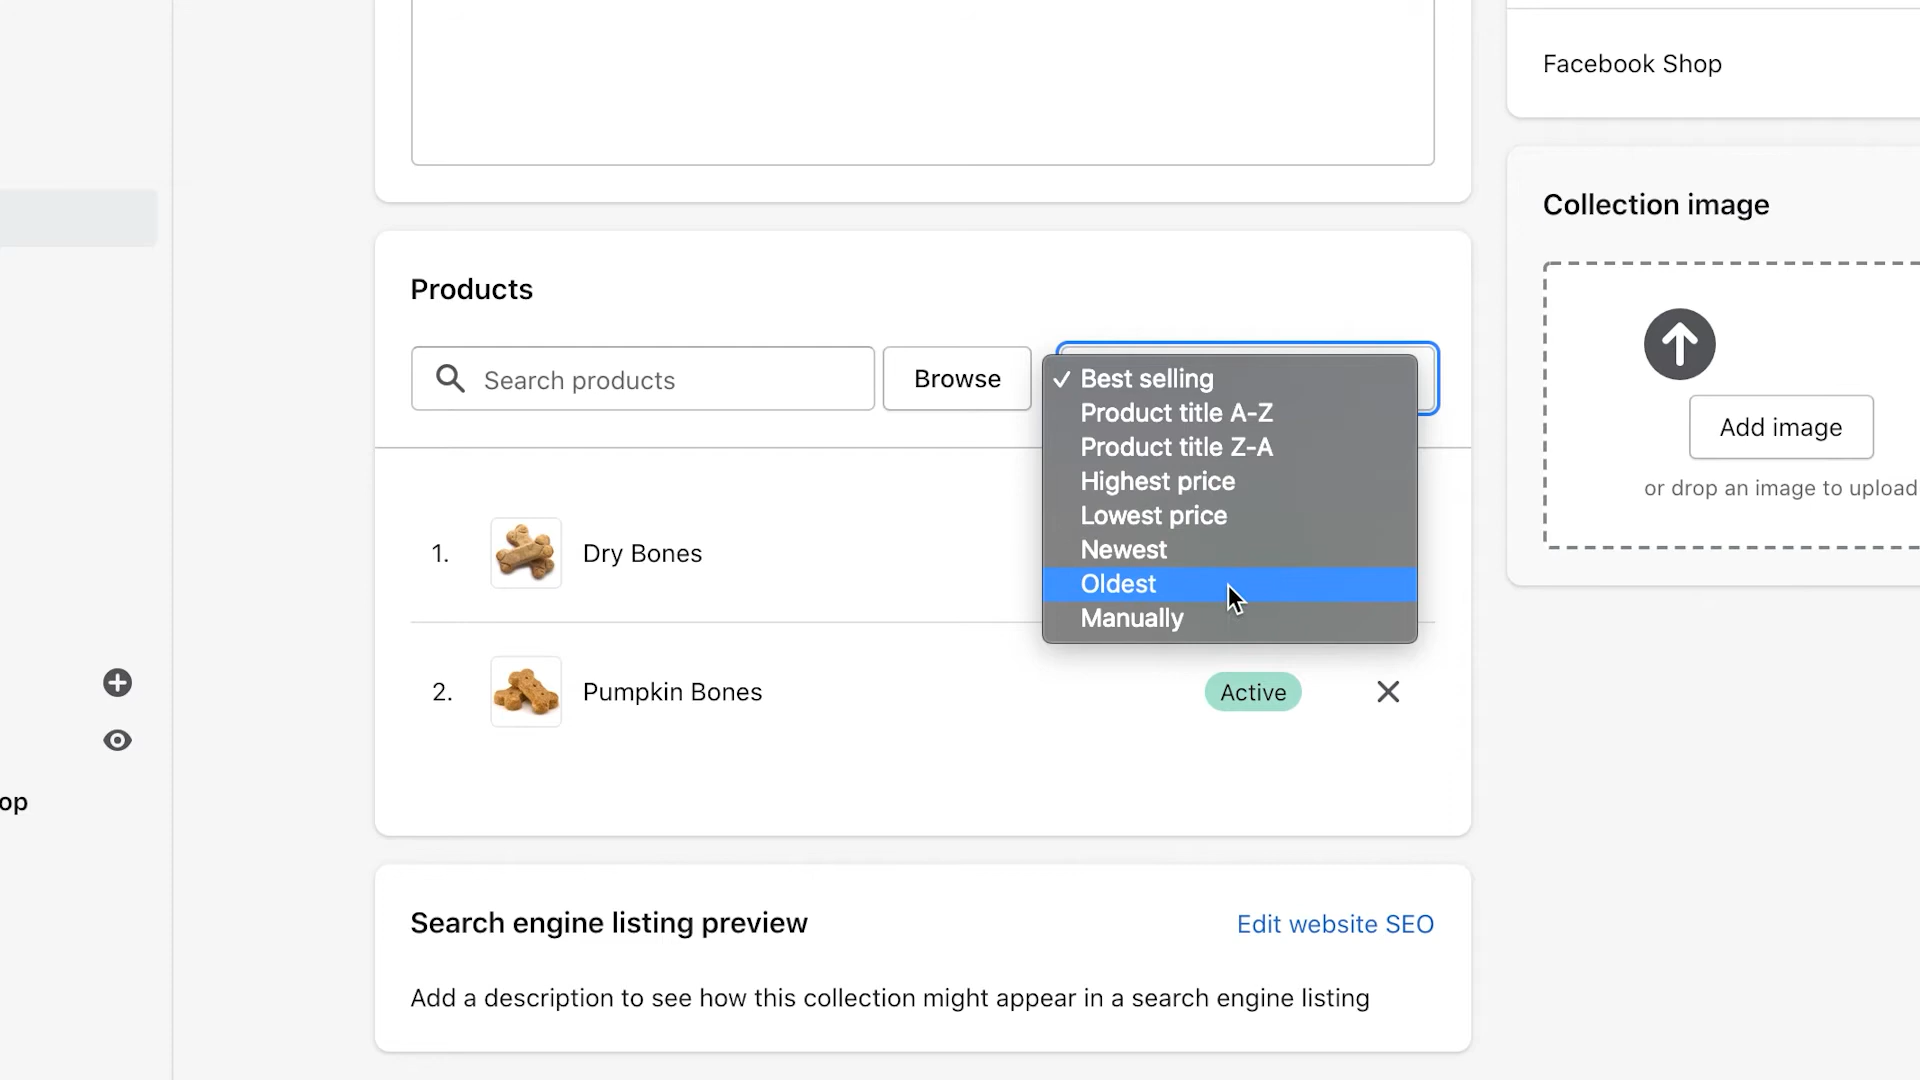 Facebook Shop
Collection image
Add image
or drop an image to upload
Products
Search products
Browse
✓ Best selling
Product title A-Z
Product title Z-A
Highest price
Lowest price
Newest
Oldest
Manually
1. Dry Bones
2. Pumpkin Bones Active
op
Search engine listing preview
Edit website SEO
Add a description to see how this collection might appear in a search engine listing